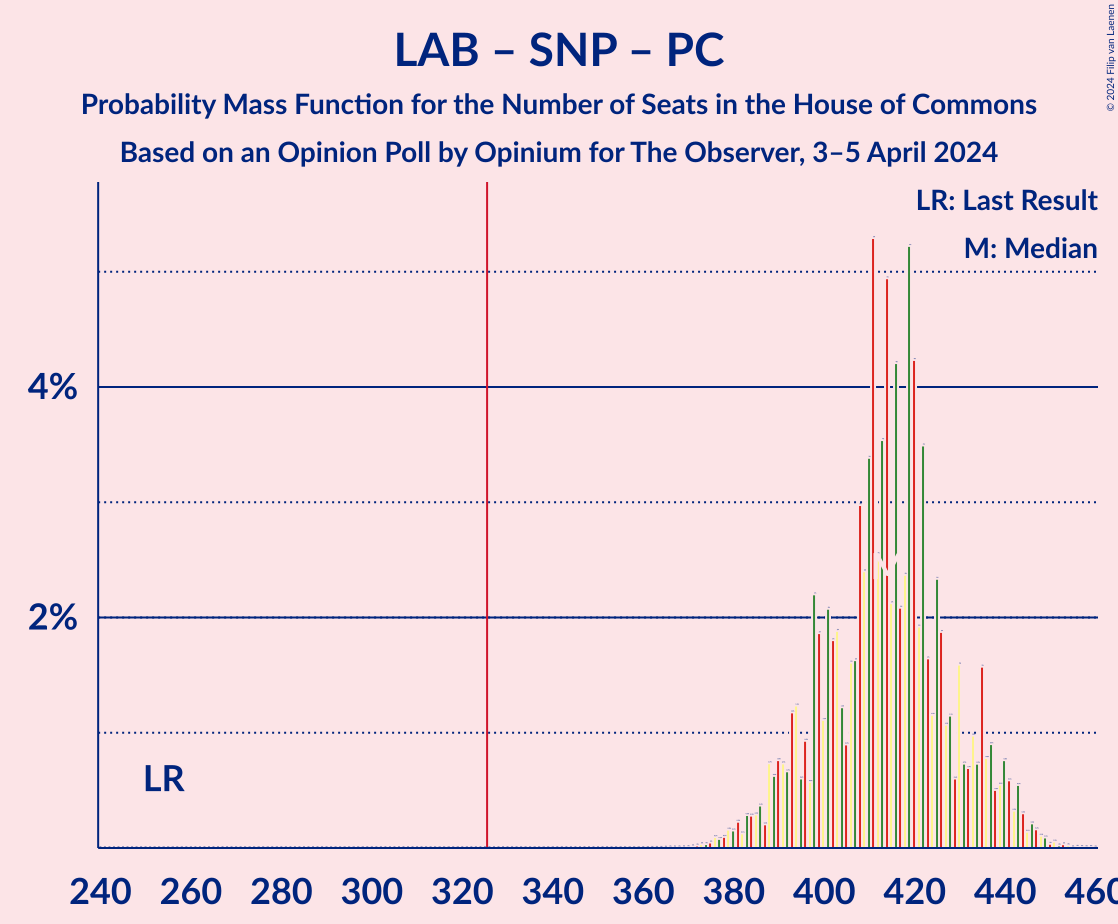 LAB – SNP – PC
Probability Mass Function for the Number of Seats in the House of Commons
Based on an Opinion Poll by Opinium for The Observer, 3–5 April 2024
© 2024 Filip van Laenen
LR: Last Result
M: Median
4%
2%
LR
M
240 260 280 300 320 340 360 380 400 420 440 460